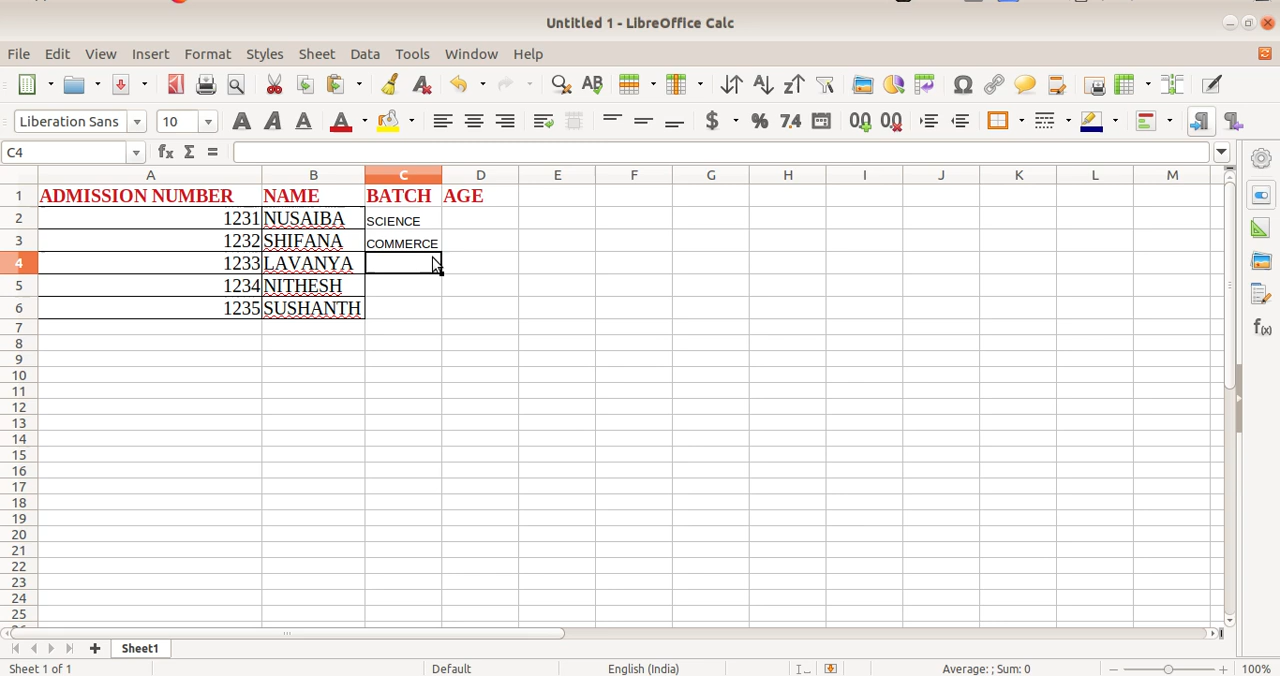 Untitled 1 - LibreOffice Calc
File Edit View Insert Format Styles Sheet Data Tools Window Help
Liberation Sans 10
C4
A B C D E F G H I J K L M
1 ADMISSION NUMBER NAME BATCH AGE
2 1231 NUSAIBA SCIENCE
3 1232 SHIFANA COMMERCE
4 1233 LAVANYA
5 1234 NITHESH
6 1235 SUSHANTH
7
8
9
10
11
12
13
14
15
16
17
18
19
20
21
22
23
24
25
Sheet1
Sheet 1 of 1 Default English (India) Average: ; Sum: 0 100%